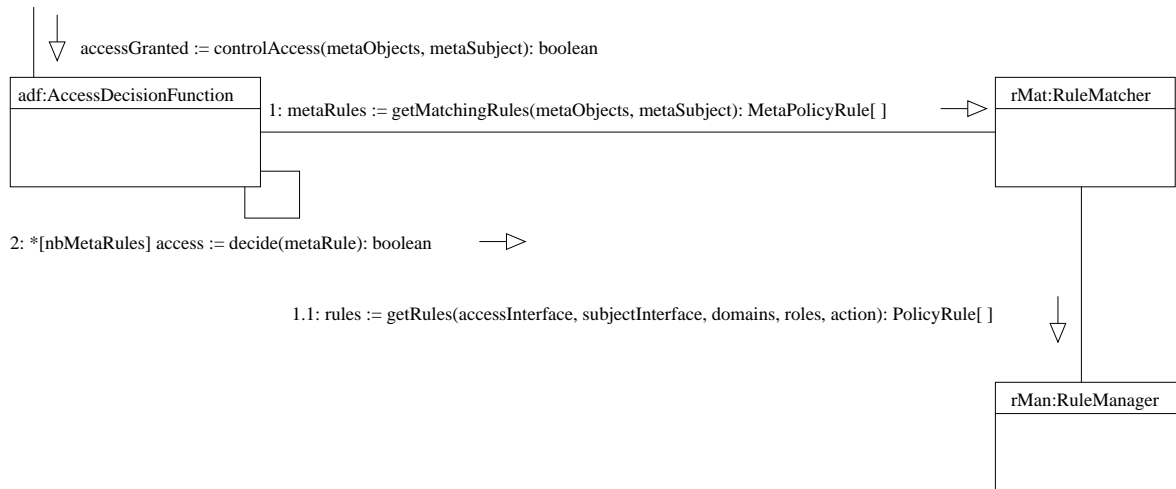 accessGranted := controlAccess(metaObjects, metaSubject): boolean
adf:AccessDecisionFunction
1: metaRules := getMatchingRules(metaObjects, metaSubject): MetaPolicyRule[ ]
rMat:RuleMatcher
2: *[nbMetaRules] access := decide(metaRule): boolean
1.1: rules := getRules(accessInterface, subjectInterface, domains, roles, action): PolicyRule[ ]
rMan:RuleManager